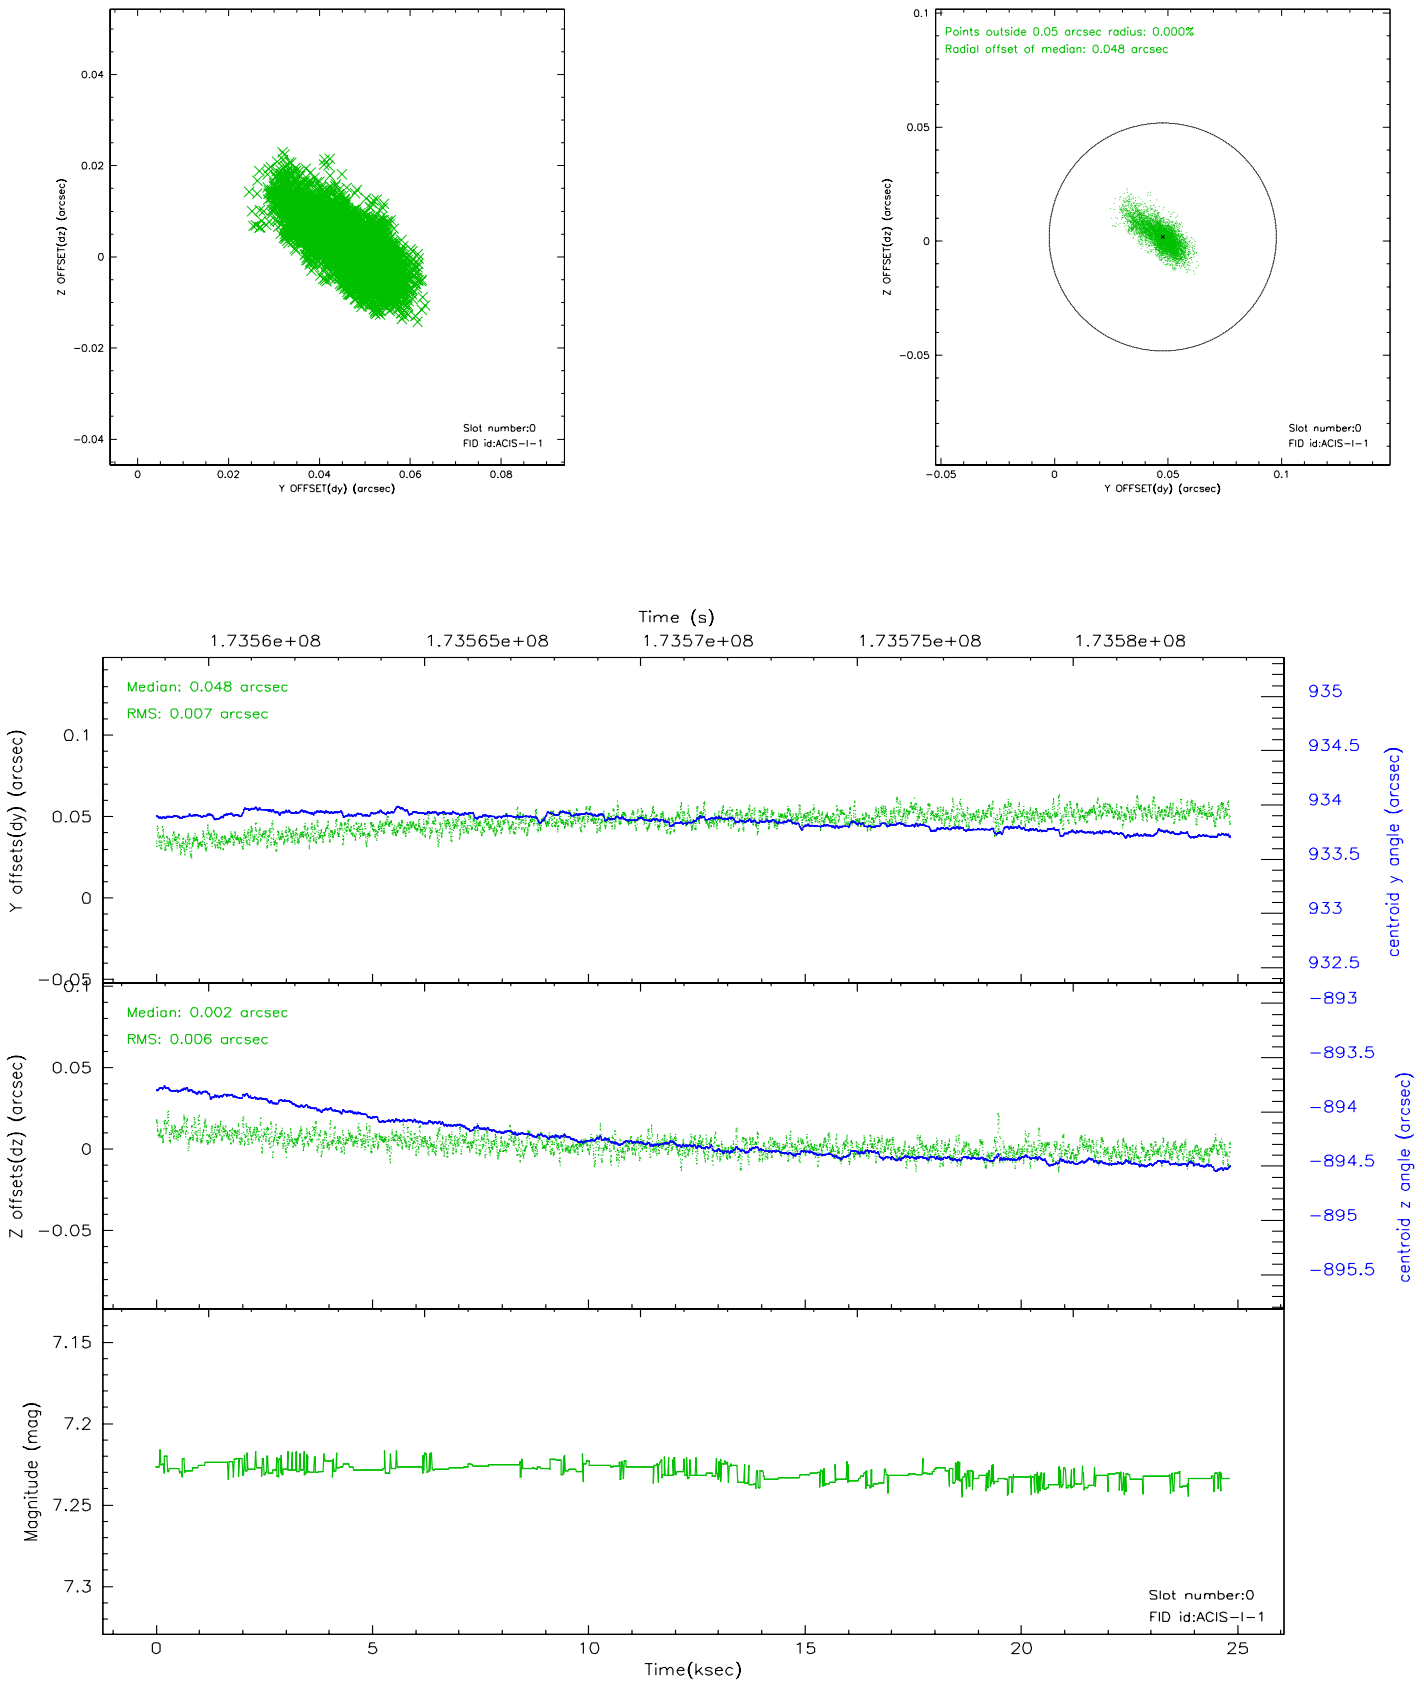 0.04
0.02
0
−0.02
−0.04
Z OFFSET(dz) (arcsec)
Slot number:0
FID id:ACIS−I−1
0 0.02 0.04 0.06 0.08
Y OFFSET(dy) (arcsec)
0.1
0.05
0
−0.05
Z OFFSET(dz) (arcsec)
Points outside 0.05 arcsec radius: 0.000%
Radial offset of median: 0.048 arcsec
Slot number:0
FID id:ACIS−I−1
−0.05 0 0.05 0.1
Y OFFSET(dy) (arcsec)
Time (s)
1.7356e+08 1.73565e+08 1.7357e+08 1.73575e+08 1.7358e+08
Median: 0.048 arcsec
RMS: 0.007 arcsec
0.1
0.05
0
−0.05
Y offsets(dy) (arcsec)
935
934.5
934
933.5
933
932.5
centroid y angle (arcsec)
Median: 0.002 arcsec
RMS: 0.006 arcsec
0.1
0.05
0
−0.05
Z offsets(dz) (arcsec)
−893
−893.5
−894
−894.5
−895
−895.5
centroid z angle (arcsec)
7.15
7.2
7.25
7.3
Magnitude (mag)
Slot number:0
FID id:ACIS−I−1
0 5 10 15 20 25
Time(ksec)